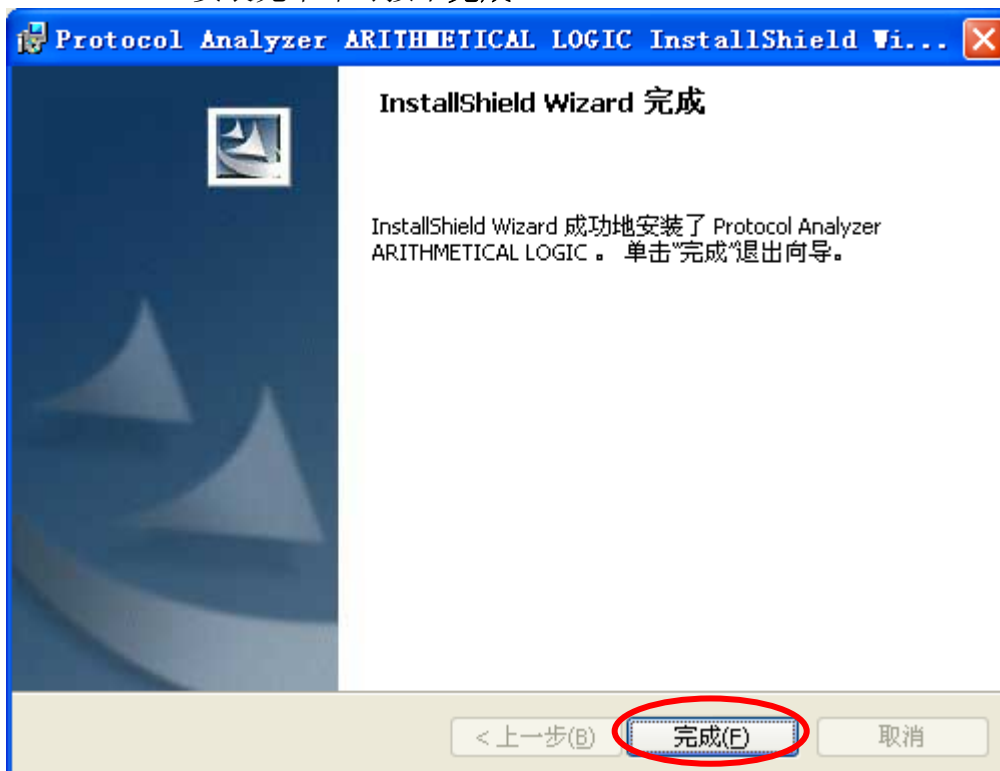 Protocol Analyzer ARITHMETICAL LOGIC InstallShield Wi...
InstallShield Wizard 完成
InstallShield Wizard 成功地安装了 Protocol Analyzer
ARITHMETICAL LOGIC 。 单击“完成”退出向导。
<上一步(B)
完成(F)
取消